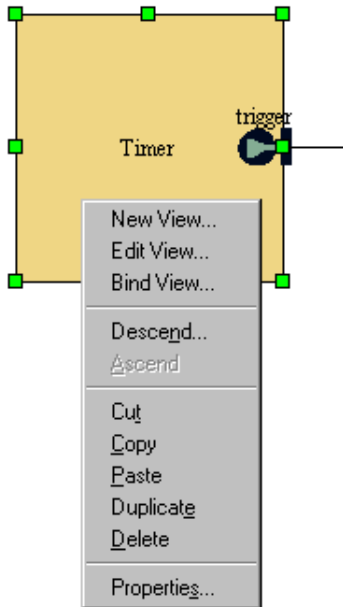 trigger
Timer
New View...
Edit View...
Bind View...
Descend...
Ascend
Cut
Copy
Paste
Duplicate
Delete
Properties...